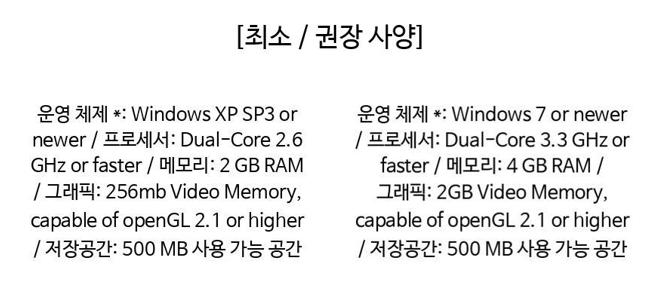 [최소 / 권장 사양]
운영 체제 *: Windows XP SP3 or
newer / 프로세서: Dual-Core 2.6
GHz or faster / 메모리: 2 GB RAM
/ 그래픽: 256mb Video Memory,
capable of openGL 2.1 or higher
/ 저장공간: 500 MB 사용 가능 공간
운영 체제 *: Windows 7 or newer
/ 프로세서: Dual-Core 3.3 GHz or
faster / 메모리: 4 GB RAM /
그래픽: 2GB Video Memory,
capable of openGL 2.1 or higher
/ 저장공간: 500 MB 사용 가능 공간